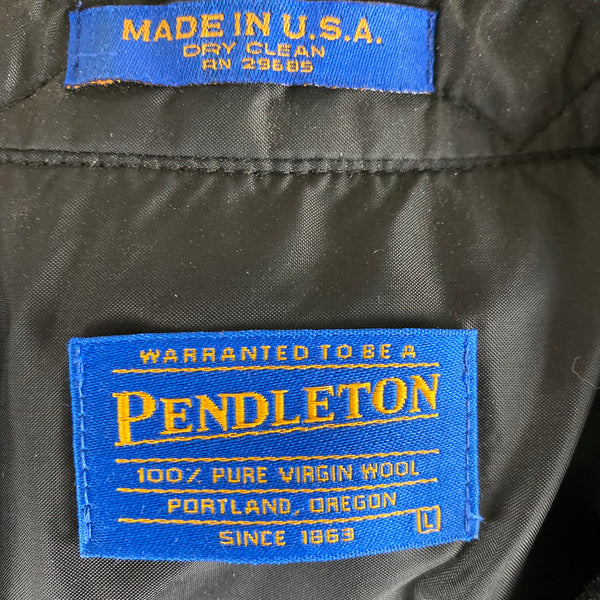 MADE IN U.S.A.
DRY CLEAN
RN 29685
WARRANTED TO BE A
PENDLETON
100% PURE VIRGIN WOOL
PORTLAND, OREGON
SINCE 1863
L